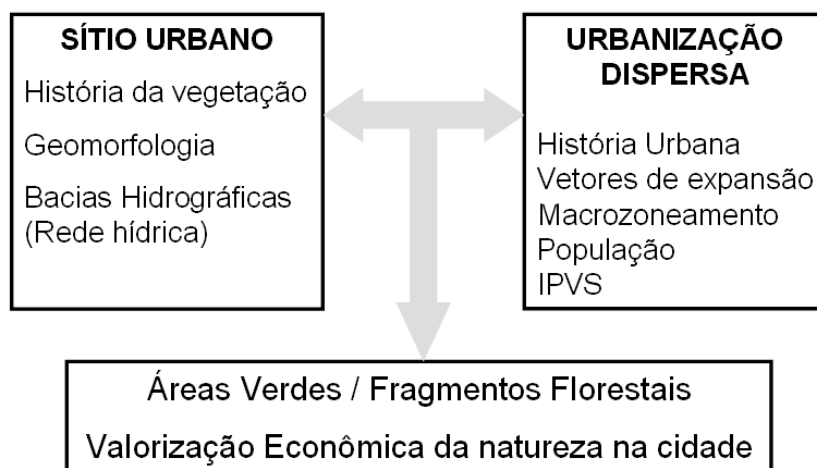 SÍTIO URBANO
História da vegetação
Geomorfologia
Bacias Hidrográficas
(Rede hídrica)
URBANIZAÇÃO
DISPERSA
História Urbana
Vetores de expansão
Macrozoneamento
População
IPVS
Áreas Verdes / Fragmentos Florestais
Valorização Econômica da natureza na cidade